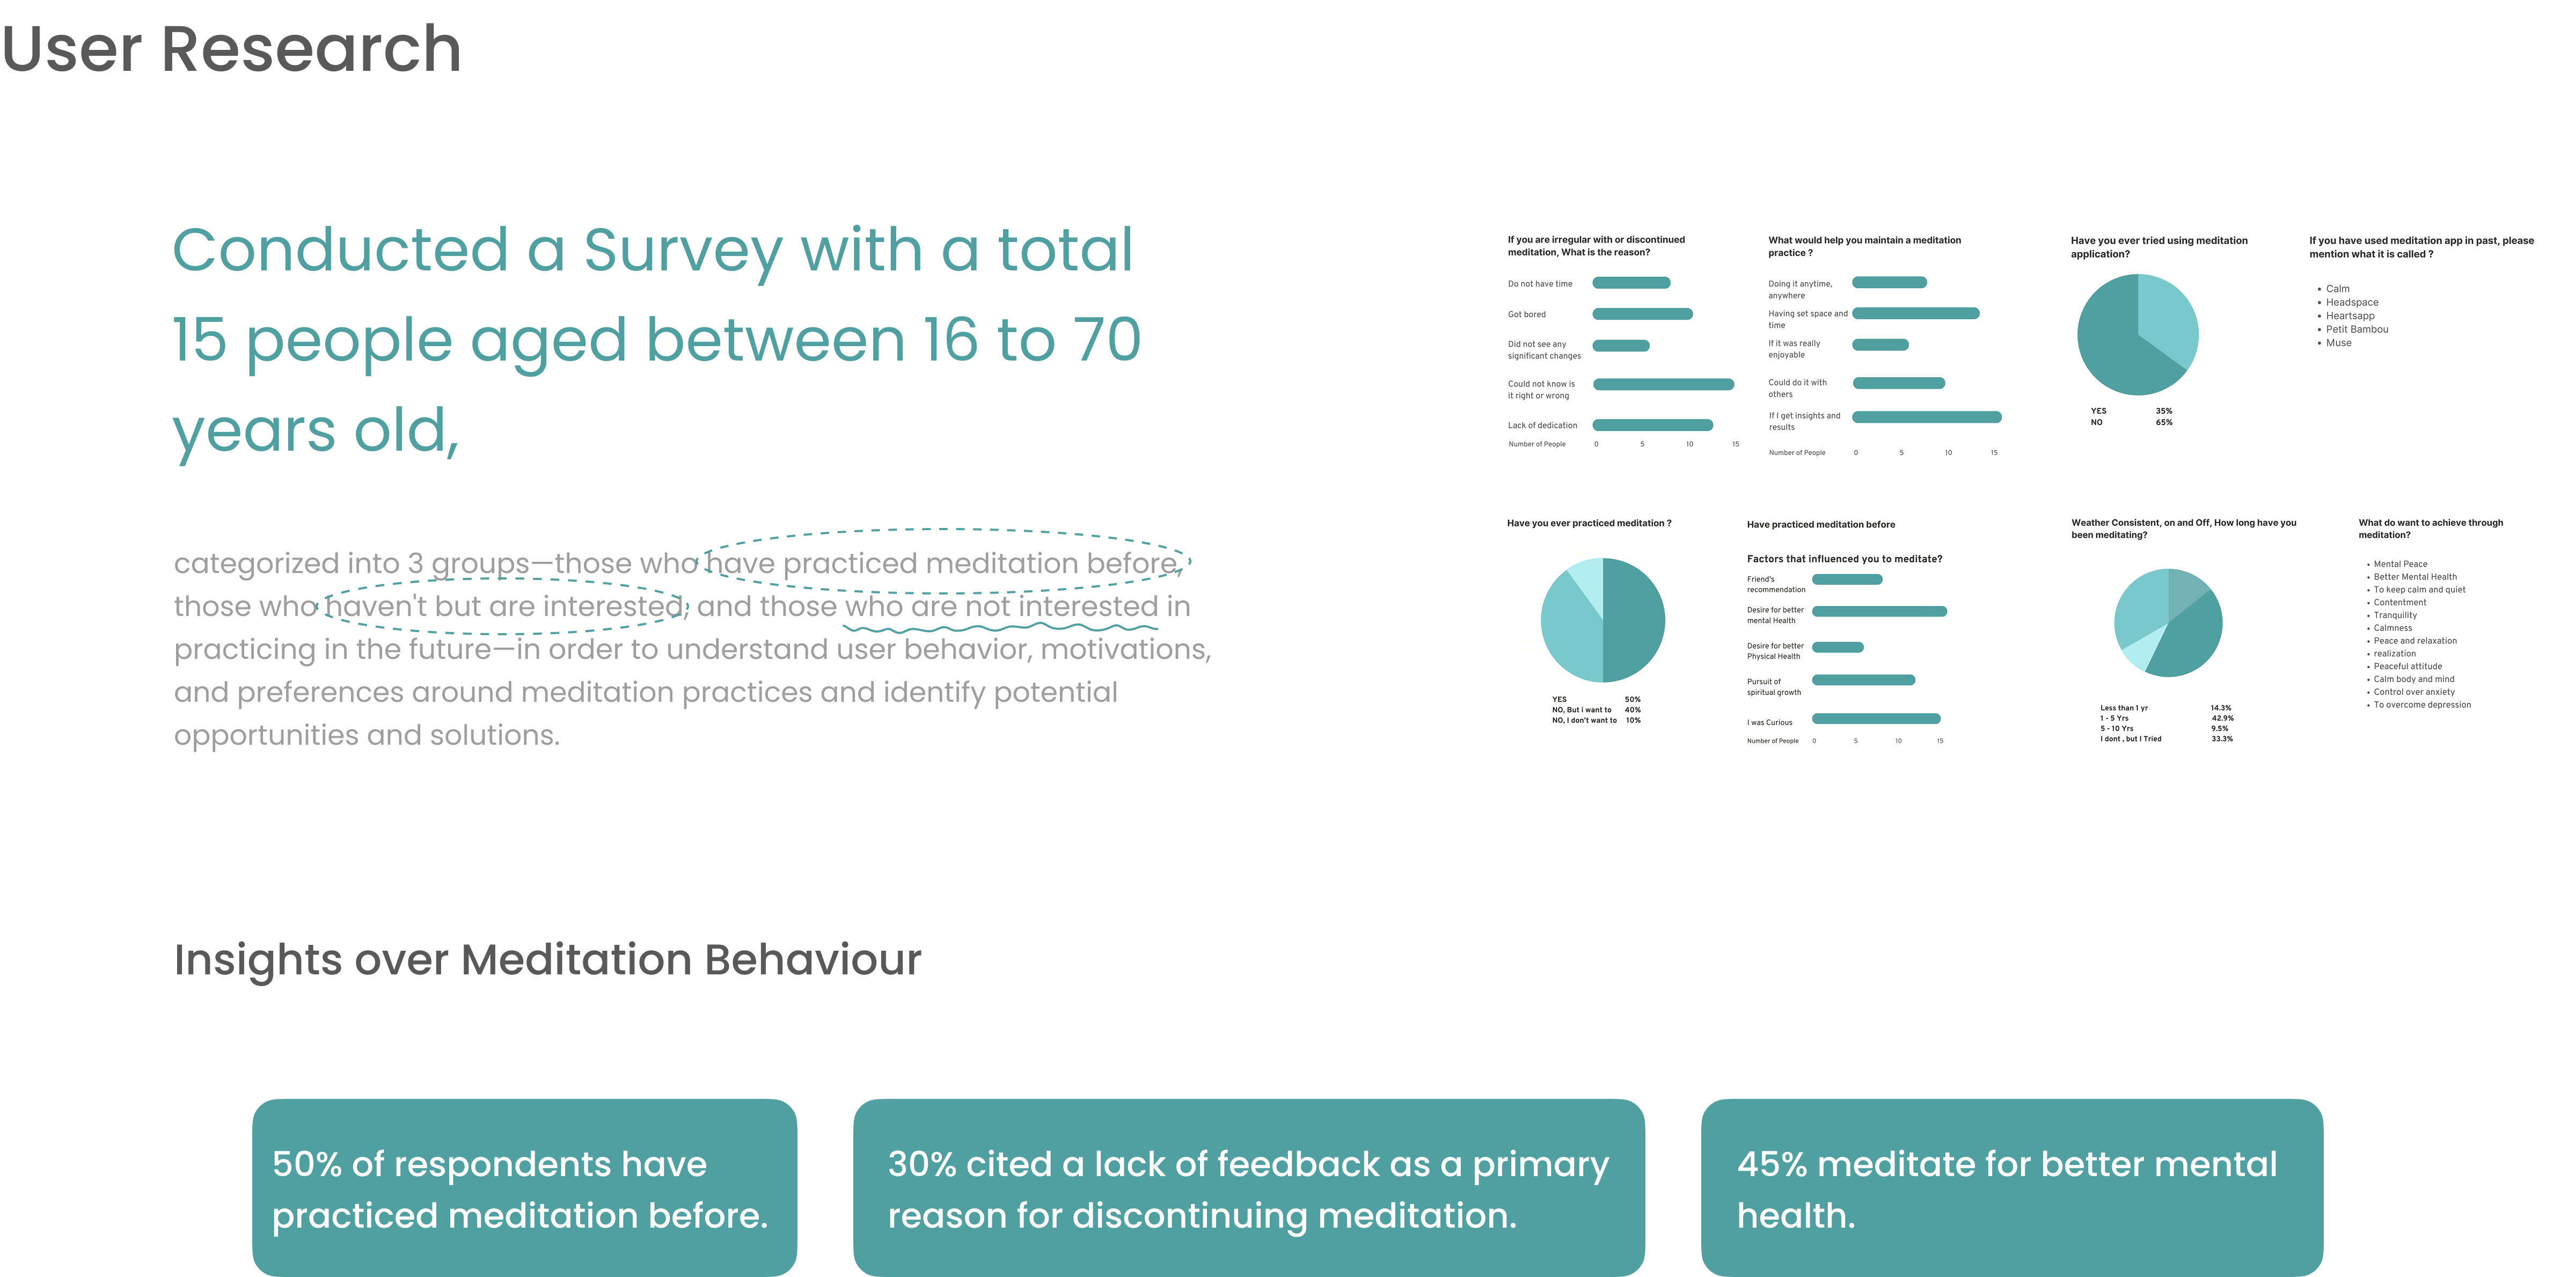 User Research
Conducted a Survey with a total
15 people aged between 16 to 70
years old,
categorized into 3 groups—those who have practiced meditation before,
those who haven't but are interested, and those who are not interested in
practicing in the future—in order to understand user behavior, motivations,
and preferences around meditation practices and identify potential
opportunities and solutions.
If you are irregular with or discontinued
meditation, What is the reason?
Do not have time
Got bored
Did not see any
significant changes
Could not know is
it right or wrong
Lack of dedication
Number of People 0 5 10 15
What would help you maintain a meditation
practice ?
Doing it anytime,
anywhere
Having set space and
time
If it was really
enjoyable
Could do it with
others
If I get insights and
results
Number of People 0 5 10 15
Have you ever tried using meditation
application?
YES 35%
NO 65%
If you have used meditation app in past, please
mention what it is called ?
• Calm
• Headspace
• Heartsapp
• Petit Bambou
• Muse
Have you ever practiced meditation ?
YES 50%
NO, But i want to 40%
NO, I don't want to 10%
Have practiced meditation before
Factors that influenced you to meditate?
Friend's
recommendation
Desire for better
mental Health
Desire for better
Physical Health
Pursuit of
spiritual growth
I was Curious
Number of People 0 5 10 15
Weather Consistent, on and Off, How long have you
been meditating?
Less than 1 yr 14.3%
1 - 5 Yrs 42.9%
5 - 10 Yrs 9.5%
I dont , but I Tried 33.3%
What do want to achieve through
meditation?
• Mental Peace
• Better Mental Health
• To keep calm and quiet
• Contentment
• Tranquility
• Calmness
• Peace and relaxation
• realization
• Peaceful attitude
• Calm body and mind
• Control over anxiety
• To overcome depression
Insights over Meditation Behaviour
50% of respondents have
practiced meditation before.
30% cited a lack of feedback as a primary
reason for discontinuing meditation.
45% meditate for better mental
health.